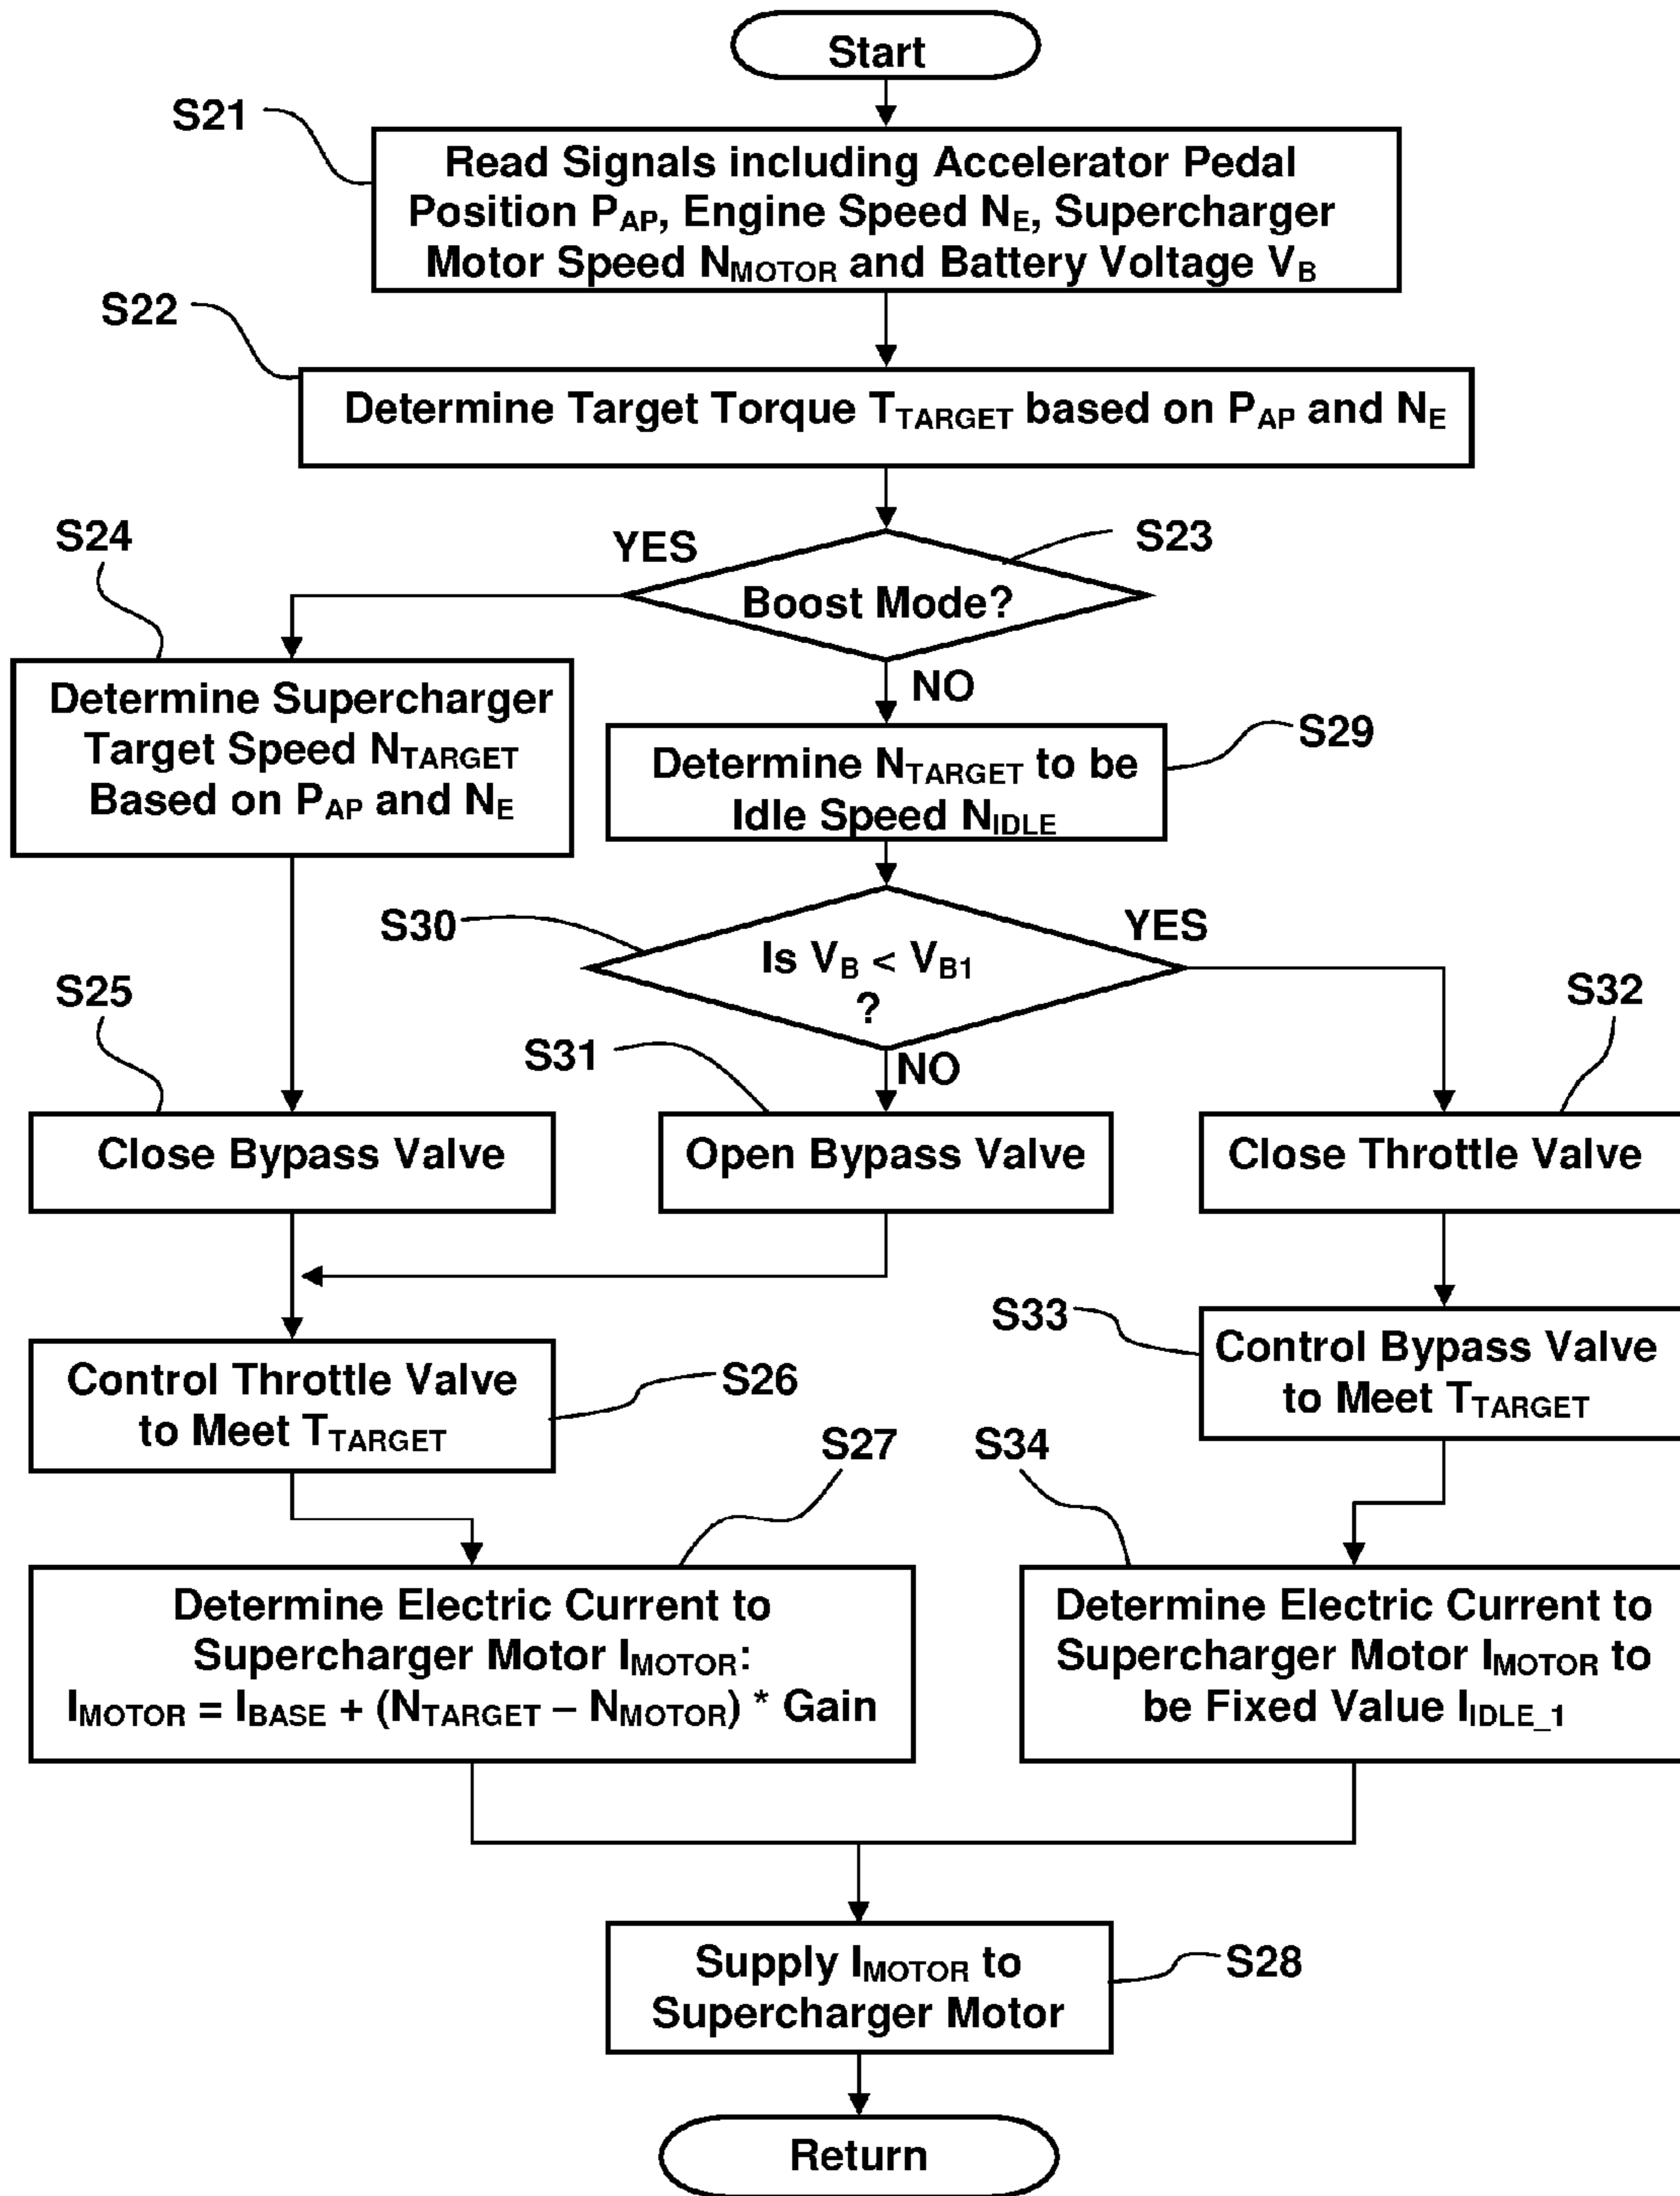 Start
S21
Read Signals including Accelerator Pedal
Position PAP, Engine Speed NE, Supercharger
Motor Speed NMOTOR and Battery Voltage VB
S22
Determine Target Torque TTARGET based on PAP and NE
S23
YES
Boost Mode?
NO
S24
Determine Supercharger
Target Speed NTARGET
Based on PAP and NE
S29
Determine NTARGET to be
Idle Speed NIDLE
S30
YES
Is VB < VB1
?
NO
S25
Close Bypass Valve
S31
Open Bypass Valve
S32
Close Throttle Valve
S26
Control Throttle Valve
to Meet TTARGET
S33
Control Bypass Valve
to Meet TTARGET
S27
Determine Electric Current to
Supercharger Motor IMOTOR:
IMOTOR = IBASE + (NTARGET – NMOTOR) * Gain
S34
Determine Electric Current to
Supercharger Motor IMOTOR to
be Fixed Value IIDLE_1
S28
Supply IMOTOR to
Supercharger Motor
Return